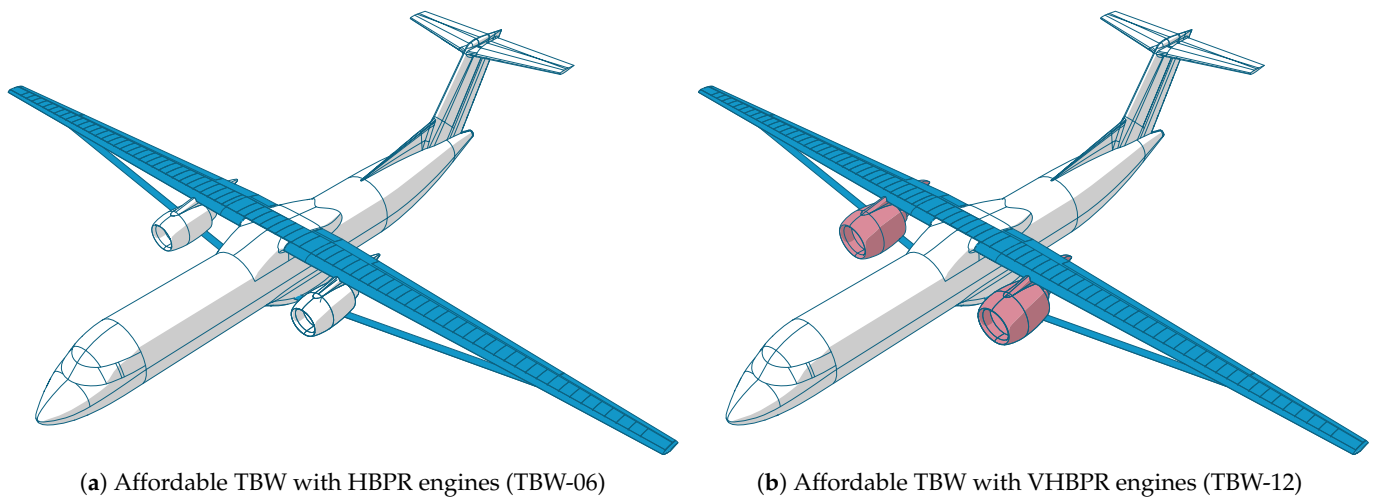 (a) Affordable TBW with HBPR engines (TBW-06)
(b) Affordable TBW with VHBPR engines (TBW-12)